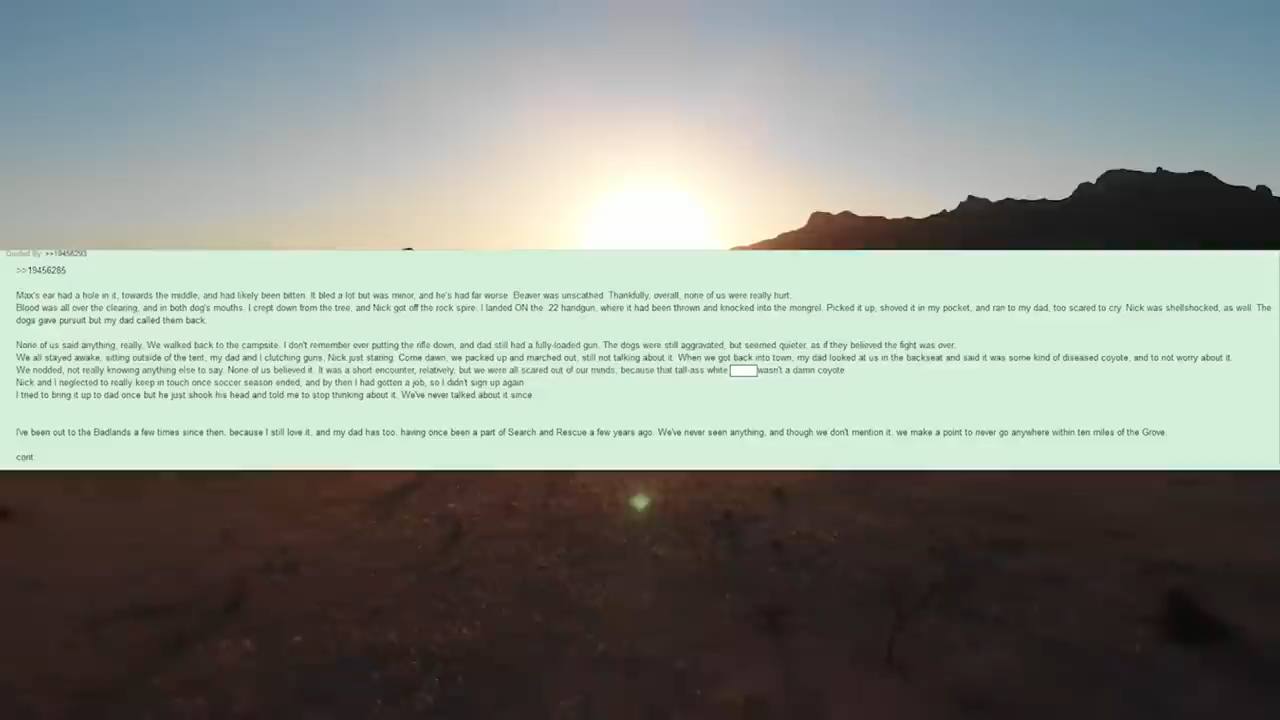 Quoted By: >>19456293
>>19456285
Max's ear had a hole in it, towards the middle, and had likely been bitten. It bled a lot but was minor, and he's had far worse. Beaver was unscathed. Thankfully, overall, none of us were really hurt.
Blood was all over the clearing, and in both dog's mouths. I crept down from the tree, and Nick got off the rock spire. I landed ON the .22 handgun, where it had been thrown and knocked into the mongrel. Picked it up, shoved it in my pocket, and ran to my dad, too scared to cry. Nick was shellshocked, as well. The
dogs gave pursuit but my dad called them back.
None of us said anything, really. We walked back to the campsite. I don't remember ever putting the rifle down, and dad still had a fully-loaded gun. The dogs were still aggravated, but seemed quieter, as if they believed the fight was over.
We all stayed awake, sitting outside of the tent, my dad and I clutching guns, Nick just staring. Come dawn, we packed up and marched out, still not talking about it. When we got back into town, my dad looked at us in the backseat and said it was some kind of diseased coyote, and to not worry about it.
We nodded, not really knowing anything else to say. None of us believed it. It was a short encounter, relatively, but we were all scared out of our minds, because that tall-ass white wasn't a damn coyote
Nick and I neglected to really keep in touch once soccer season ended, and by then I had gotten a job, so I didn't sign up again
I tried to bring it up to dad once but he just shook his head and told me to stop thinking about it. We've never talked about it since
I've been out to the Badlands a few times since then, because I still love it, and my dad has too, having once been a part of Search and Rescue a few years ago. We've never seen anything, and though we don't mention it, we make a point to never go anywhere within ten miles of the Grove.
cont.